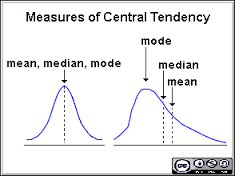 Measures of Central Tendency
mode
mean, median, mode
median
mean